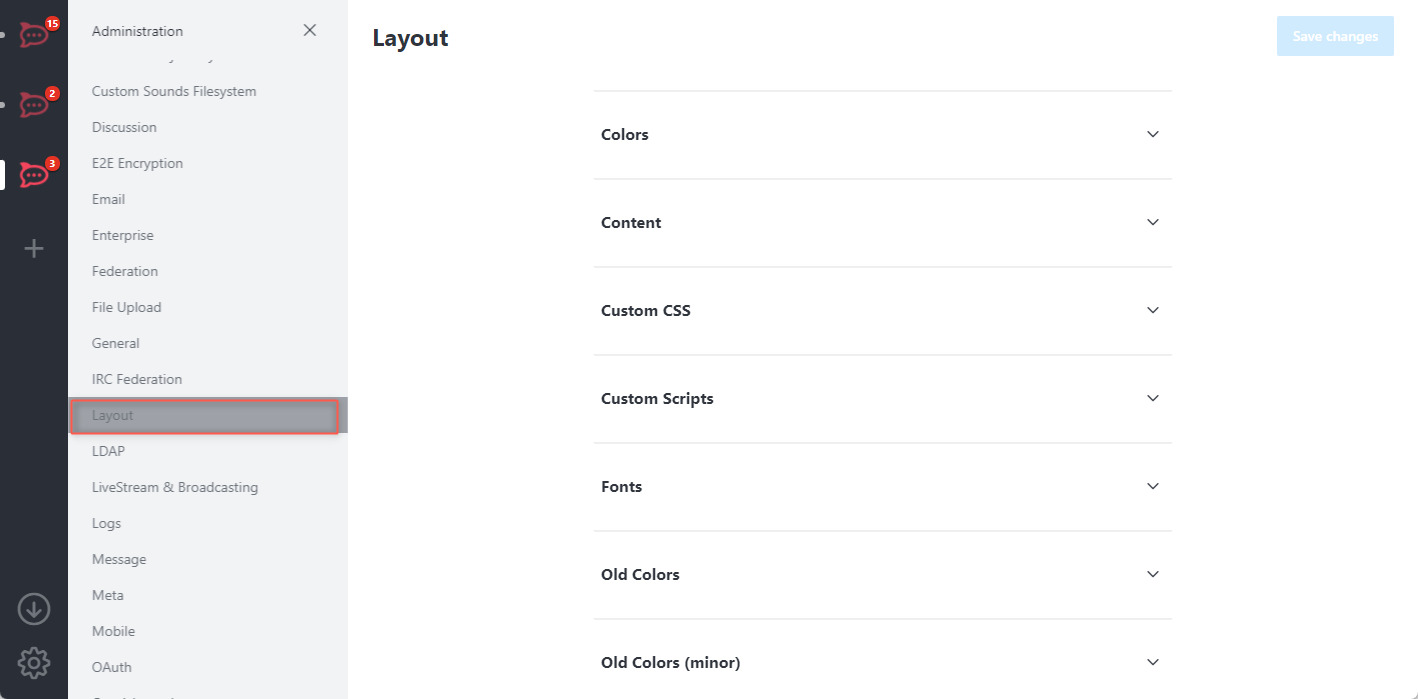 15
2
3
Administration
Custom Sounds Filesystem
Discussion
E2E Encryption
Email
Enterprise
Federation
File Upload
General
IRC Federation
Layout
LDAP
LiveStream & Broadcasting
Logs
Message
Meta
Mobile
OAuth
Layout
Save changes
Colors
Content
Custom CSS
Custom Scripts
Fonts
Old Colors
Old Colors (minor)